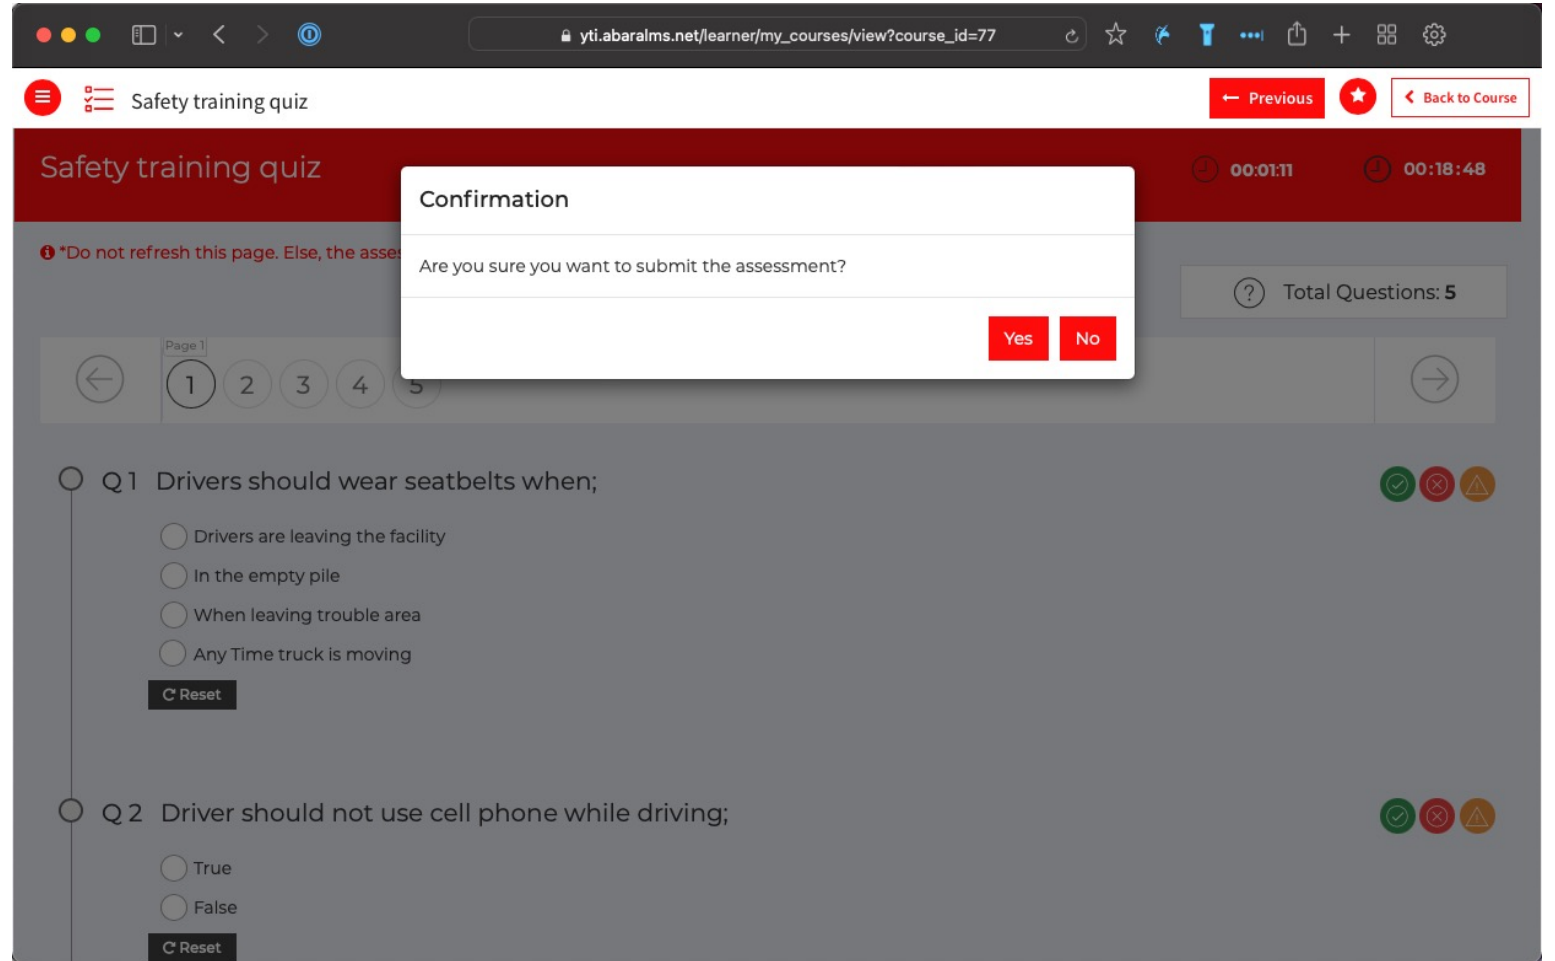 yti.abaralms.net/learner/my_courses/view?course_id=77
Safety training quiz
← Previous
Back to Course
Safety training quiz
00:01:11
00:18:48
*Do not refresh this page. Else, the asse
Confirmation
Are you sure you want to submit the assessment?
Yes
No
Total Questions: 5
Page 1
1 2 3 4 5
Q 1 Drivers should wear seatbelts when;
Drivers are leaving the facility
In the empty pile
When leaving trouble area
Any Time truck is moving
Reset
Q 2 Driver should not use cell phone while driving;
True
False
Reset